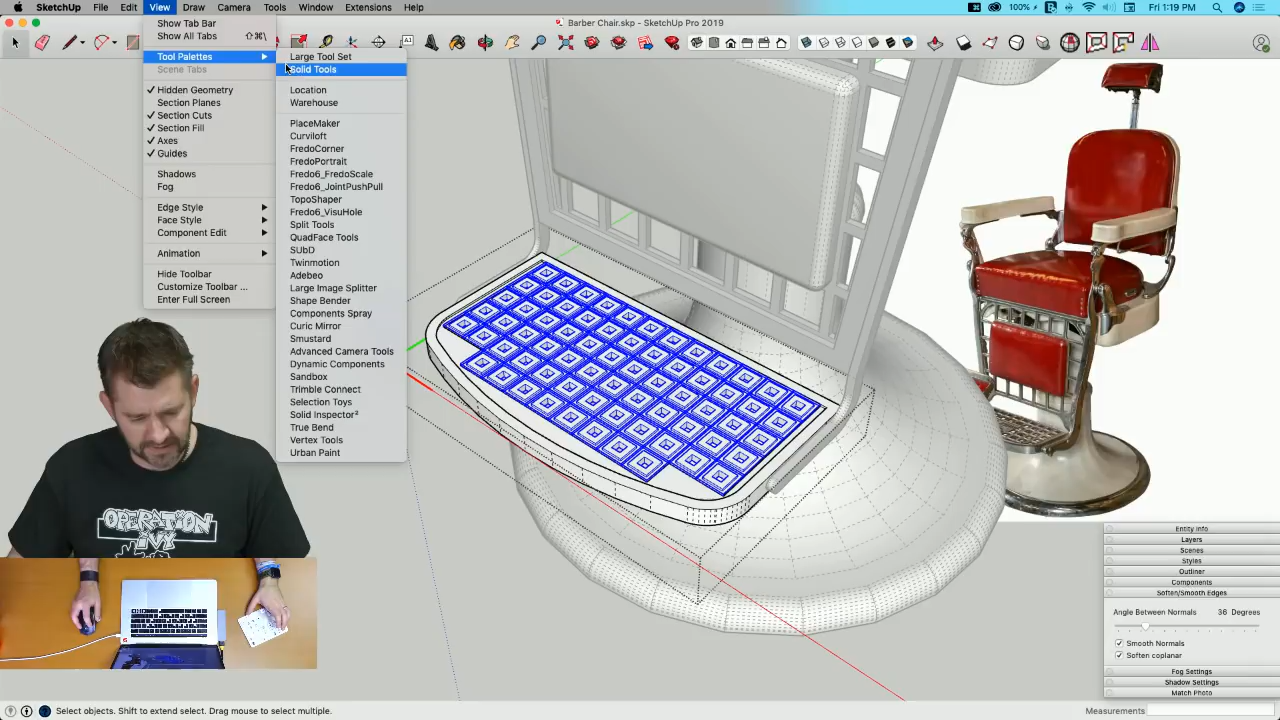 SketchUp File Edit View Draw Camera Tools Window Extensions Help
100% Fri 1:19 PM
Barber Chair.skp - SketchUp Pro 2019
Show Tab Bar
Show All Tabs ⇧⌘\
Tool Palettes
Scene Tabs
Hidden Geometry
Section Planes
Section Cuts
Section Fill
Axes
Guides
Shadows
Fog
Edge Style
Face Style
Component Edit
Animation
Hide Toolbar
Customize Toolbar ...
Enter Full Screen
Large Tool Set
Solid Tools
Location
Warehouse
PlaceMaker
Curviloft
FredoCorner
FredoPortrait
Fredo6_FredoScale
Fredo6_JointPushPull
TopoShaper
Fredo6_VisuHole
Split Tools
QuadFace Tools
SUbD
Twinmotion
Adebeo
Large Image Splitter
Shape Bender
Components Spray
Curic Mirror
Smustard
Advanced Camera Tools
Dynamic Components
Sandbox
Trimble Connect
Selection Toys
Solid Inspector²
True Bend
Vertex Tools
Urban Paint
OPERATION
IVY
Entity Info
Layers
Scenes
Styles
Outliner
Components
Soften/Smooth Edges
Angle Between Normals 36 Degrees
Smooth Normals
Soften coplanar
Fog Settings
Shadow Settings
Match Photo
Select objects. Shift to extend select. Drag mouse to select multiple.
Measurements